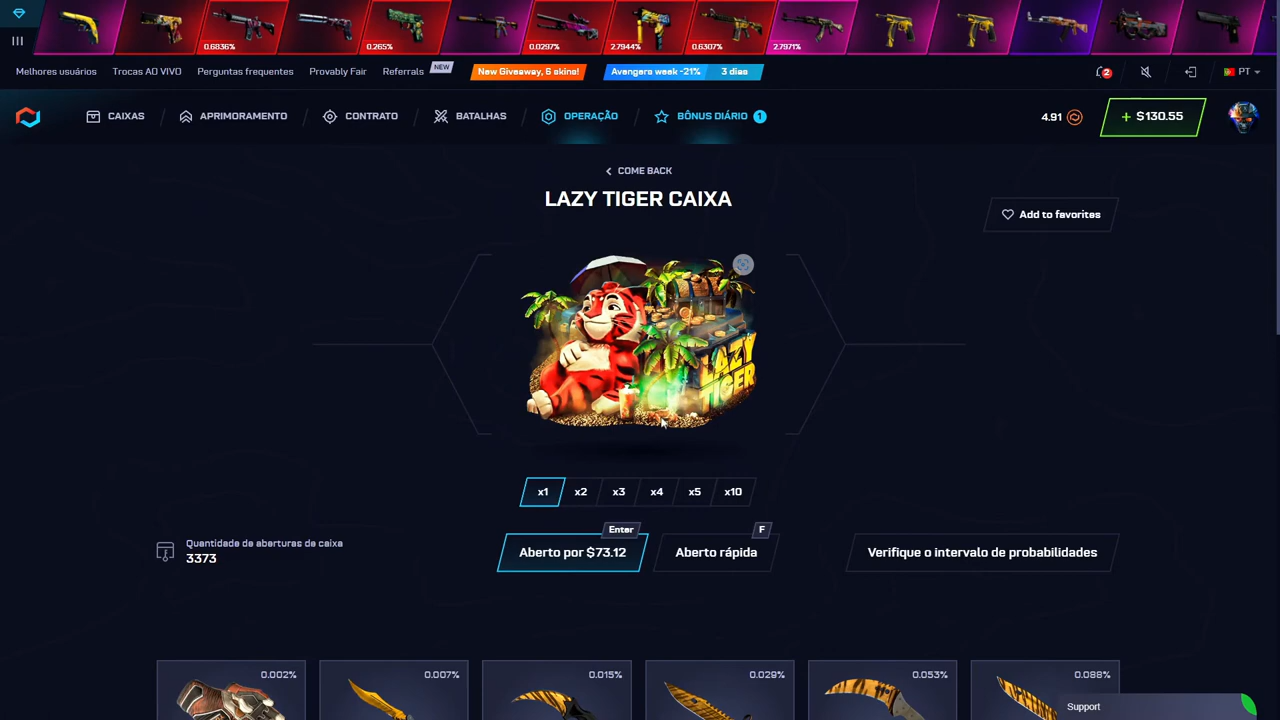 0.6836%
0.265%
0.0297%
2.7944%
0.6307%
2.7971%
Melhores usuários
Trocas AO VIVO
Perguntas frequentes
Provably Fair
Referrals
NEW
New Giveaway, 6 skins!
Avengers week -21%
3 dias
2
PT
CAIXAS
APRIMORAMENTO
CONTRATO
BATALHAS
OPERAÇÃO
BÔNUS DIÁRIO
1
4.91
+ $130.55
COME BACK
LAZY TIGER CAIXA
Add to favorites
LAZY
TIGER
x1
x2
x3
x4
x5
x10
Enter
F
Quantidade de aberturas de caixa
3373
Aberto por $73.12
Aberto rápida
Verifique o intervalo de probabilidades
0.002%
0.007%
0.015%
0.029%
0.053%
0.088%
Support